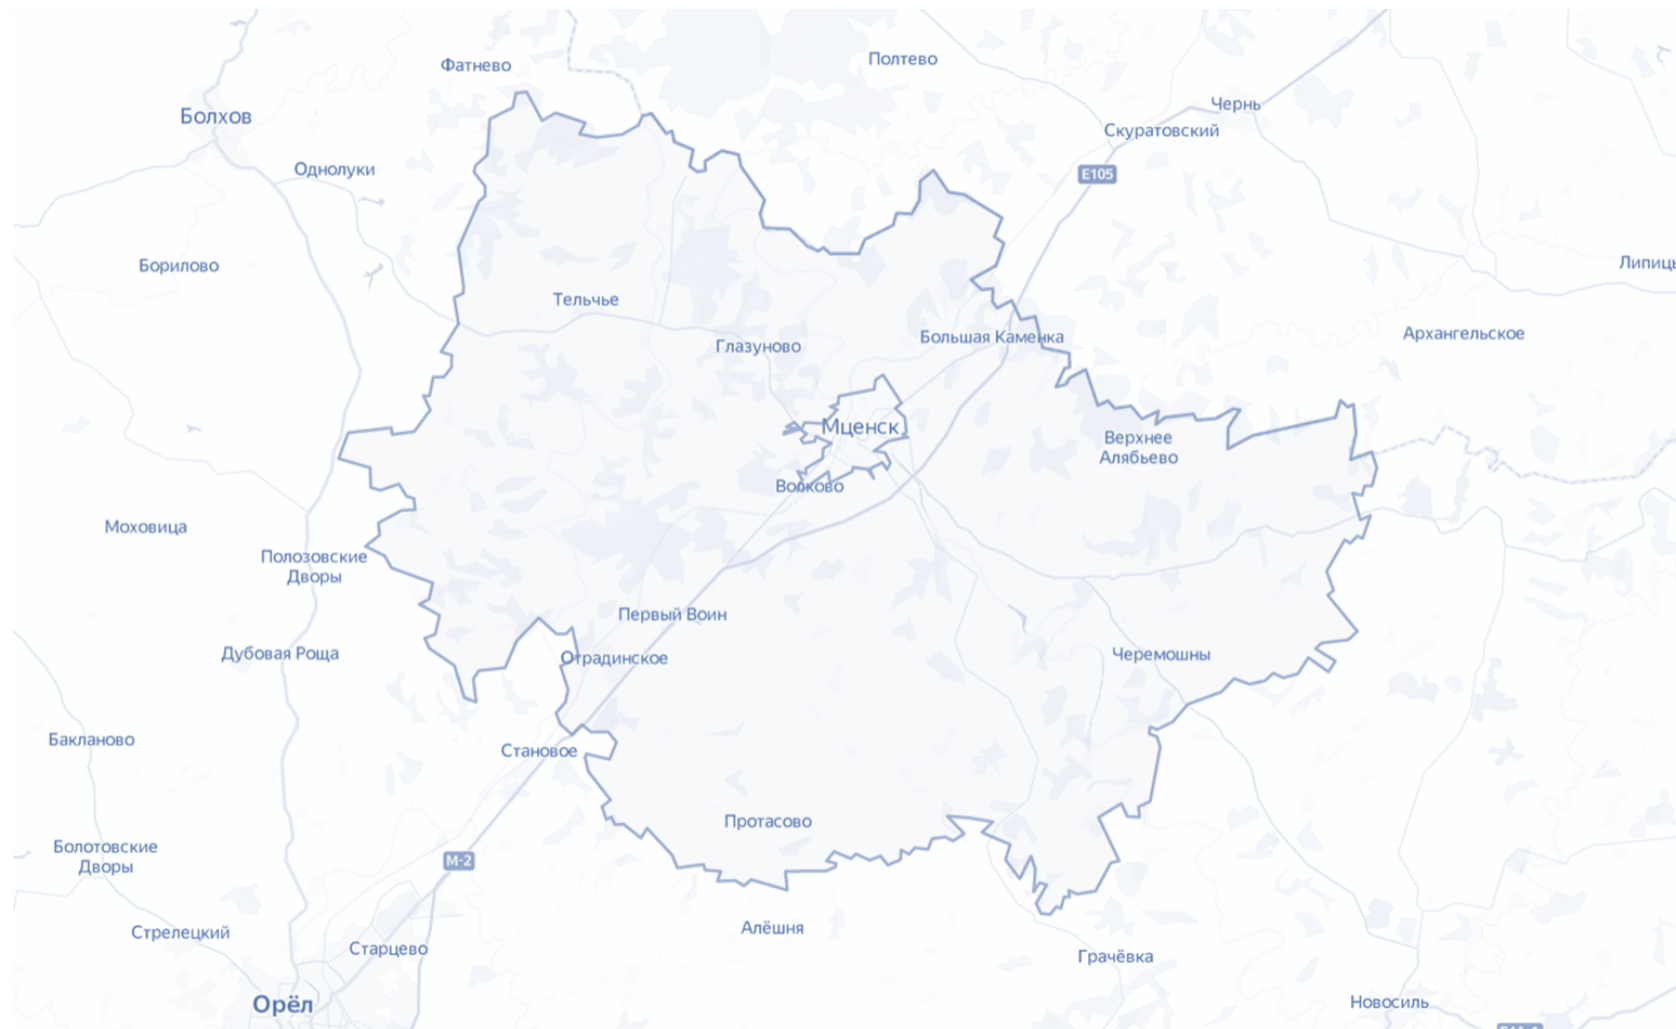 Полтево
Фатнево
Чернь
Болхов
Скуратовский
Однолуки
E105
Борилово
Липиць
Тельчье
Архангельское
Большая Каменка
Глазуново
Мценск
Верхнее
Алябьево
Волково
Моховица
Полозовские
Дворы
Первый Воин
Дубовая Роща
Отрадинское
Черемошны
Бакланово
Становое
Протасово
Болотовские
Дворы
М-2
Алёшня
Стрелецкий
Старцево
Грачёвка
Орёл
Новосиль